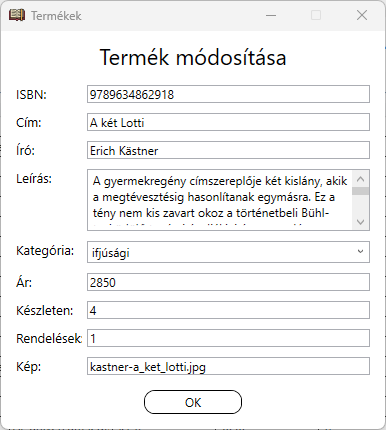 Termékek
Termék módosítása
ISBN: 9789634862918
Cím: A két Lotti
Író: Erich Kästner
Leírás: A gyermekregény címszereplője két kislány, akik
a megtévesztésig hasonlítanak egymásra. Ez a
tény nem kis zavart okoz a történetbeli Bühl-
Kategória: ifjúsági
Ár: 2850
Készleten: 4
Rendelések: 1
Kép: kastner-a_ket_lotti.jpg
OK